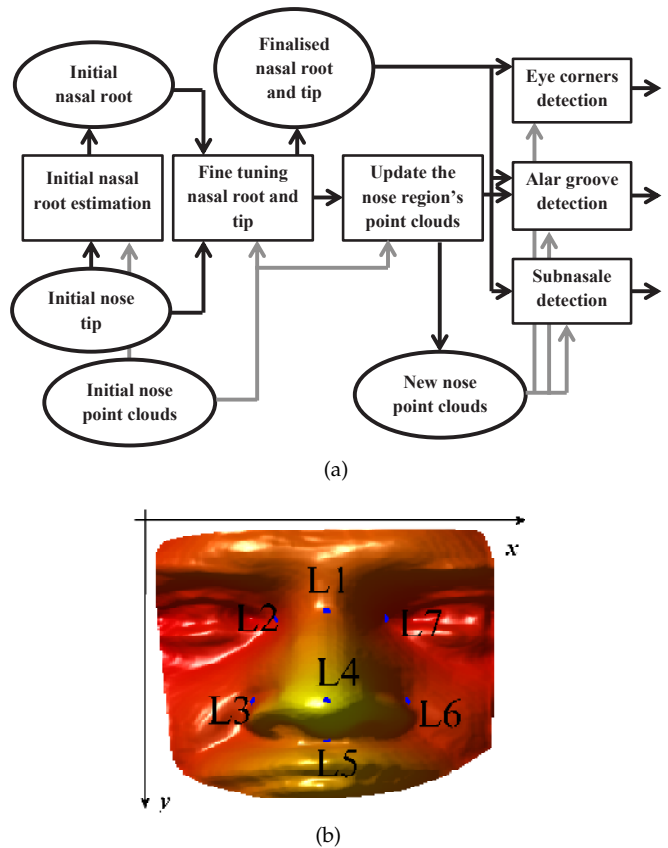 Initial
nasal root
Finalised
nasal root
and tip
Eye corners
detection
Initial nasal
root estimation
Fine tuning
nasal root and
tip
Update the
nose region's
point clouds
Alar groove
detection
Initial nose
tip
Subnasale
detection
Initial nose
point clouds
New nose
point clouds
(a)
x
L1
L2
L7
L4
L3
L6
L5
y
(b)